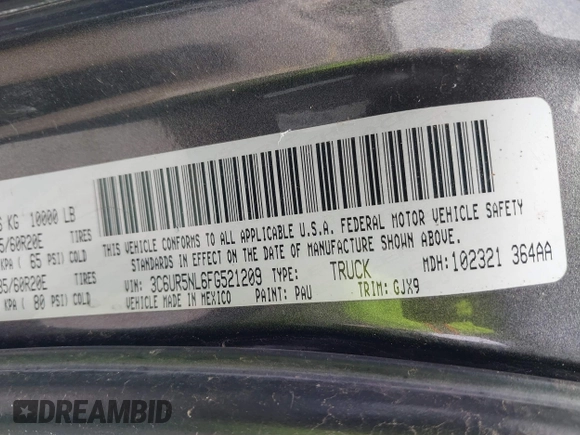 KG 10000 LB
5/60R20E TIRES
KPA ( 65 PSI) COLD
/60R20E TIRES
KPA ( 80 PSI) COLD
THIS VEHICLE CONFORMS TO ALL APPLICABLE U.S.A. FEDERAL MOTOR VEHICLE SAFETY
STANDARDS IN EFFECT ON THE DATE OF MANUFACTURE SHOWN ABOVE.
VIN: 3C6UR5NL6FG521209 TYPE: TRUCK MDH: 102321 364AA
VEHICLE MADE IN MEXICO PAINT: PAU TRIM: GJX9
DREAMBID